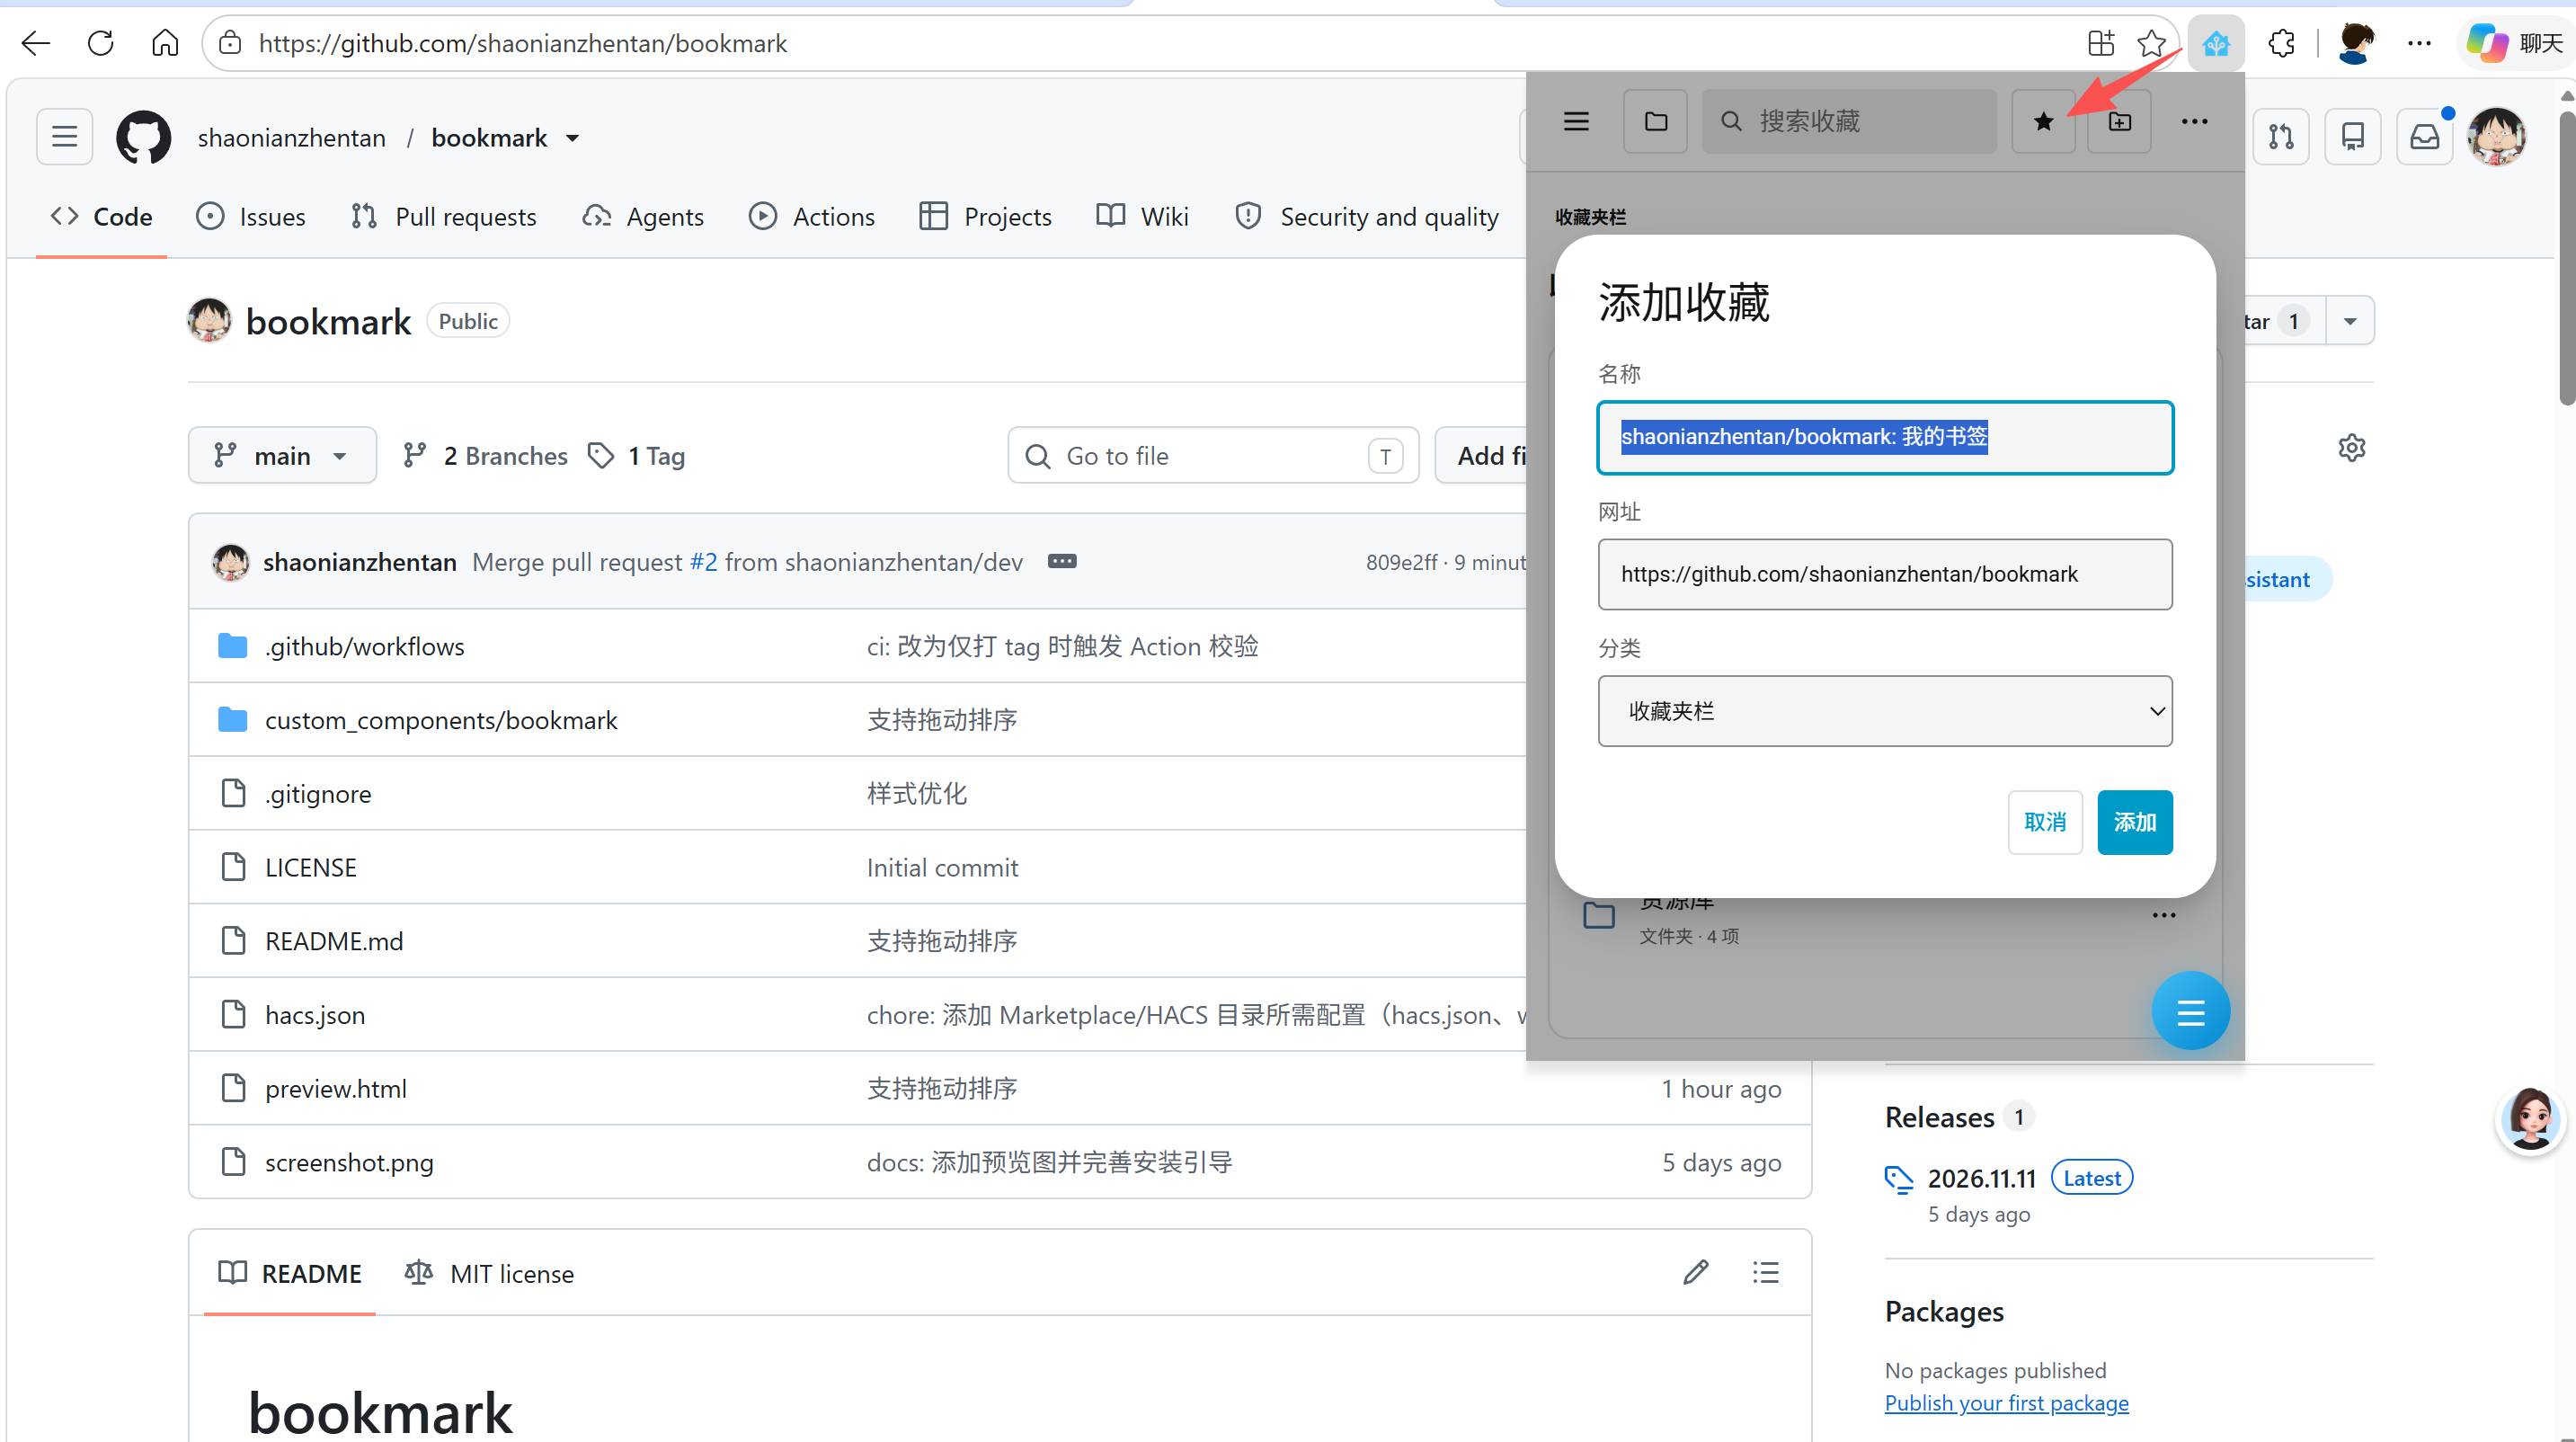 https://github.com/shaonianzhentan/bookmark
聊天
shaonianzhentan / bookmark
Code Issues Pull requests Agents Actions Projects Wiki Security and quality
bookmark Public
main 2 Branches 1 Tag Go to file T Add fi
shaonianzhentan Merge pull request #2 from shaonianzhentan/dev 809e2ff · 9 minut
.github/workflows ci: 改为仅打 tag 时触发 Action 校验
custom_components/bookmark 支持拖动排序
.gitignore 样式优化
LICENSE Initial commit
README.md 支持拖动排序
hacs.json chore: 添加 Marketplace/HACS 目录所需配置（hacs.json、w
preview.html 支持拖动排序 1 hour ago
screenshot.png docs: 添加预览图并完善安装引导 5 days ago
README MIT license
bookmark
搜索收藏
收藏夹栏
添加收藏
名称
shaonianzhentan/bookmark: 我的书签
网址
https://github.com/shaonianzhentan/bookmark
分类
收藏夹栏
取消 添加
资源库
文件夹 · 4 项
tar 1
sistant
Releases 1
2026.11.11 Latest
5 days ago
Packages
No packages published
Publish your first package